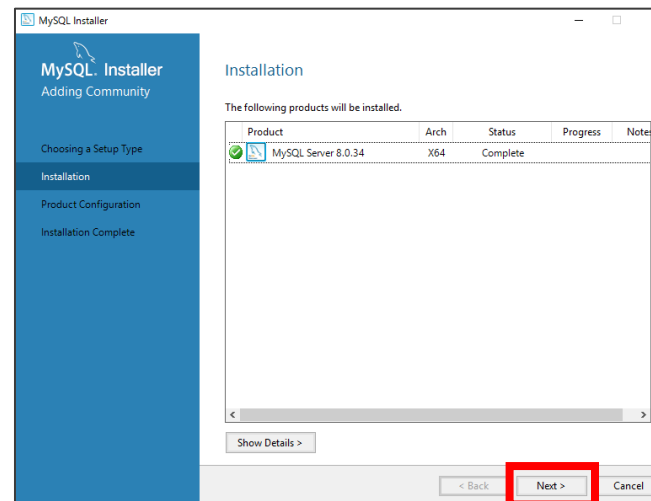 MySQL Installer
MySQL. Installer
Adding Community
Choosing a Setup Type
Installation
Product Configuration
Installation Complete
Installation
The following products will be installed.
Product Arch Status Progress Notes
MySQL Server 8.0.34 X64 Complete
Show Details >
< Back Next > Cancel